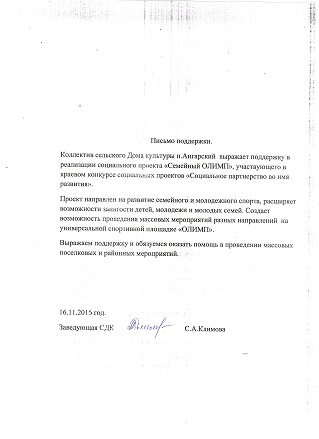 Письмо поддержки.
Коллектив сельского Дома культуры п.Ангарский выражает поддержку в
реализации социального проекта «Семейный ОЛИМП», участвующего в
краевом конкурсе социальных проектов «Социальное партнерство во имя
развития».
Проект направлен на развитие семейного и молодежного спорта, расширяет
возможности занятости детей, молодежи и молодых семей. Создает
возможность проведения массовых мероприятий разных направлений на
универсальной спортивной площадке «ОЛИМП».
Выражаем поддержку и обязуемся оказать помощь в проведении массовых
поселковых и районных мероприятий.
16.11.2015 год.
Заведующая СДК С.А.Климова